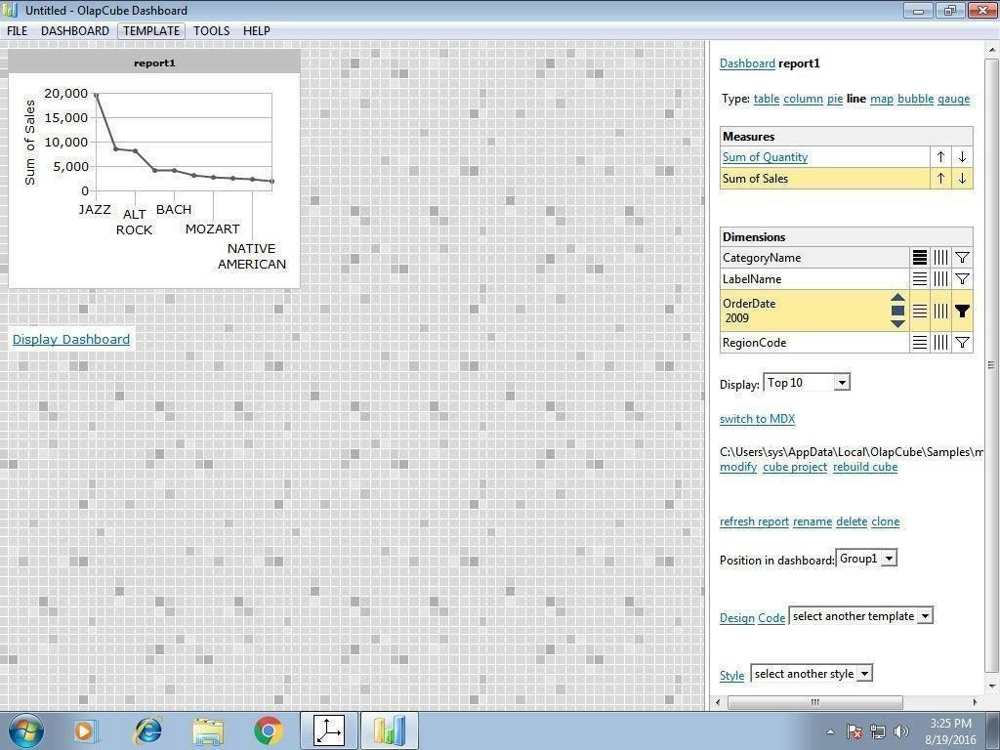 Untitled - OlapCube Dashboard
FILE DASHBOARD TEMPLATE TOOLS HELP
report1
20,000
15,000
10,000
5,000
0
Sum of Sales
JAZZ
ALT
ROCK
BACH
MOZART
NATIVE
AMERICAN
Display Dashboard
Dashboard report1
Type: table column pie line map bubble gauge
Measures
Sum of Quantity
Sum of Sales
Dimensions
CategoryName
LabelName
OrderDate
2009
RegionCode
Display: Top 10
switch to MDX
C:\Users\sys\AppData\Local\OlapCube\Samples\m
modify cube project rebuild cube
refresh report rename delete clone
Position in dashboard: Group1
Design Code select another template
Style select another style
3:25 PM
8/19/2016